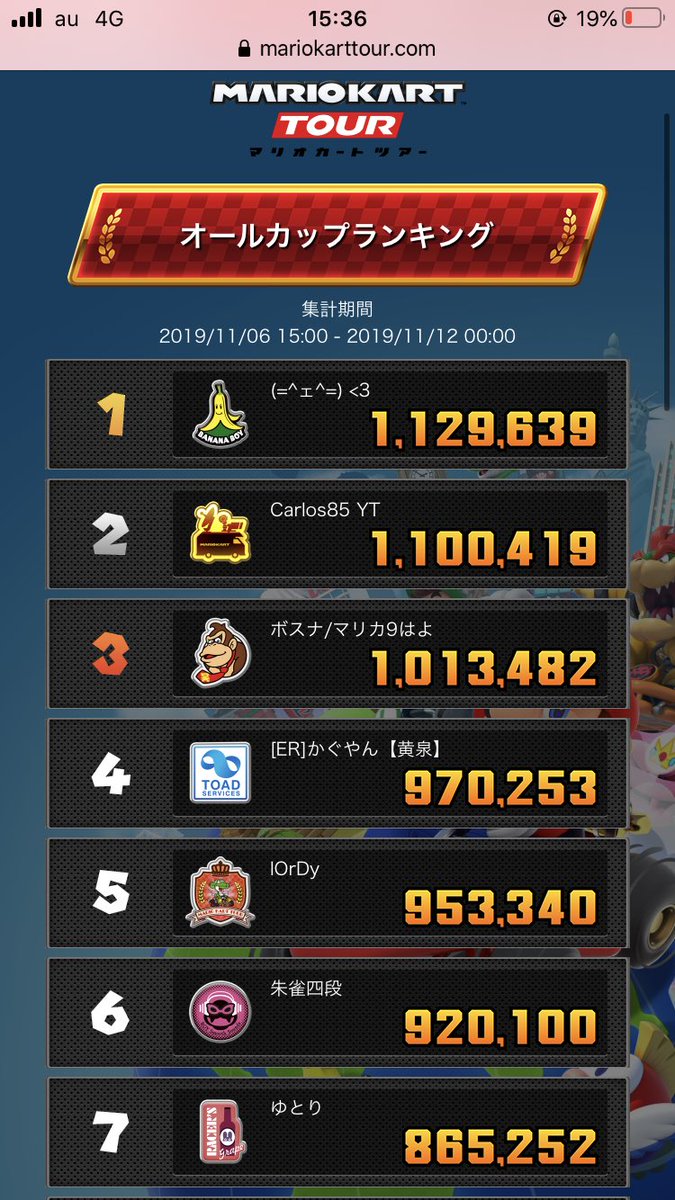 au 4G 15:36 19%
mariokarttour.com
MARIOKART
TOUR
マリオカートツアー
オールカップランキング
集計期間
2019/11/06 15:00 - 2019/11/12 00:00
1
(=^ェ^=) <3
BANANA BOY
1,129,639
2
Carlos85 YT
MARIOKART
1,100,419
3
ボスナ/マリカ9はよ
1,013,482
4
[ER]かぐやん【黄泉】
TOAD
SERVICES
970,253
5
lOrDy
953,340
6
朱雀四段
920,100
7
ゆとり
RACER'S
M
Grape
865,252